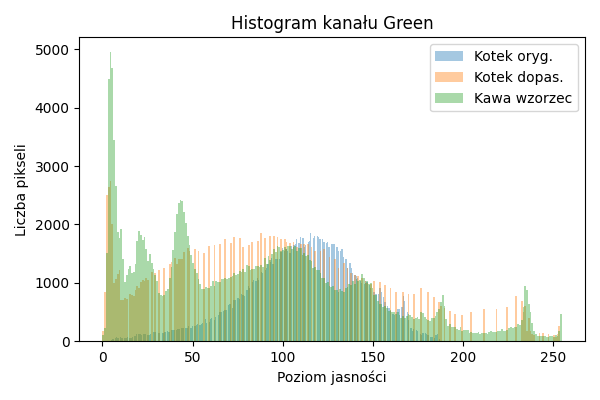 Histogram kanału Green
Liczba pikseli
5000
4000
3000
2000
1000
0
Kotek oryg.
Kotek dopas.
Kawa wzorzec
0 50 100 150 200 250
Poziom jasności